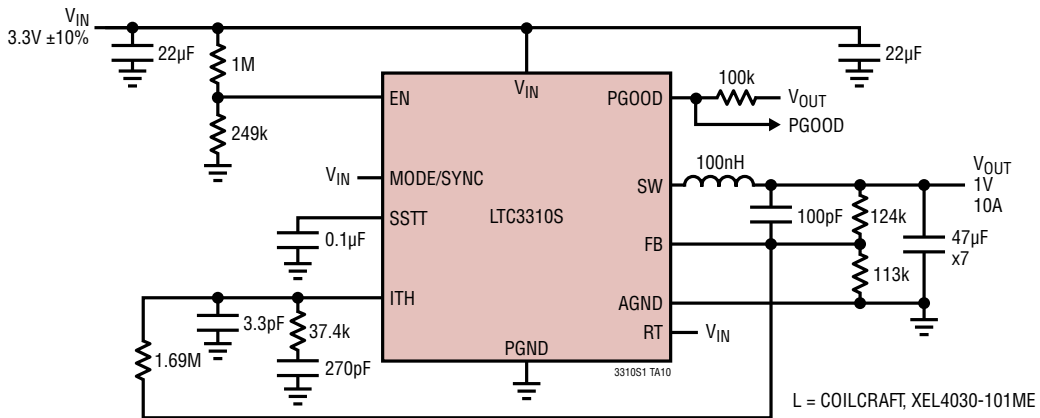 VIN
3.3V ±10%
22µF
1M
249k
VIN
EN
VIN
MODE/SYNC
SSTT
0.1µF
ITH
3.3pF
37.4k
270pF
1.69M
LTC3310S
PGND
PGOOD
100k
VOUT
PGOOD
22µF
SW
100nH
VOUT
1V
10A
100pF
124k
47µF
x7
FB
113k
AGND
RT
VIN
3310S1 TA10
L = COILCRAFT, XEL4030-101ME